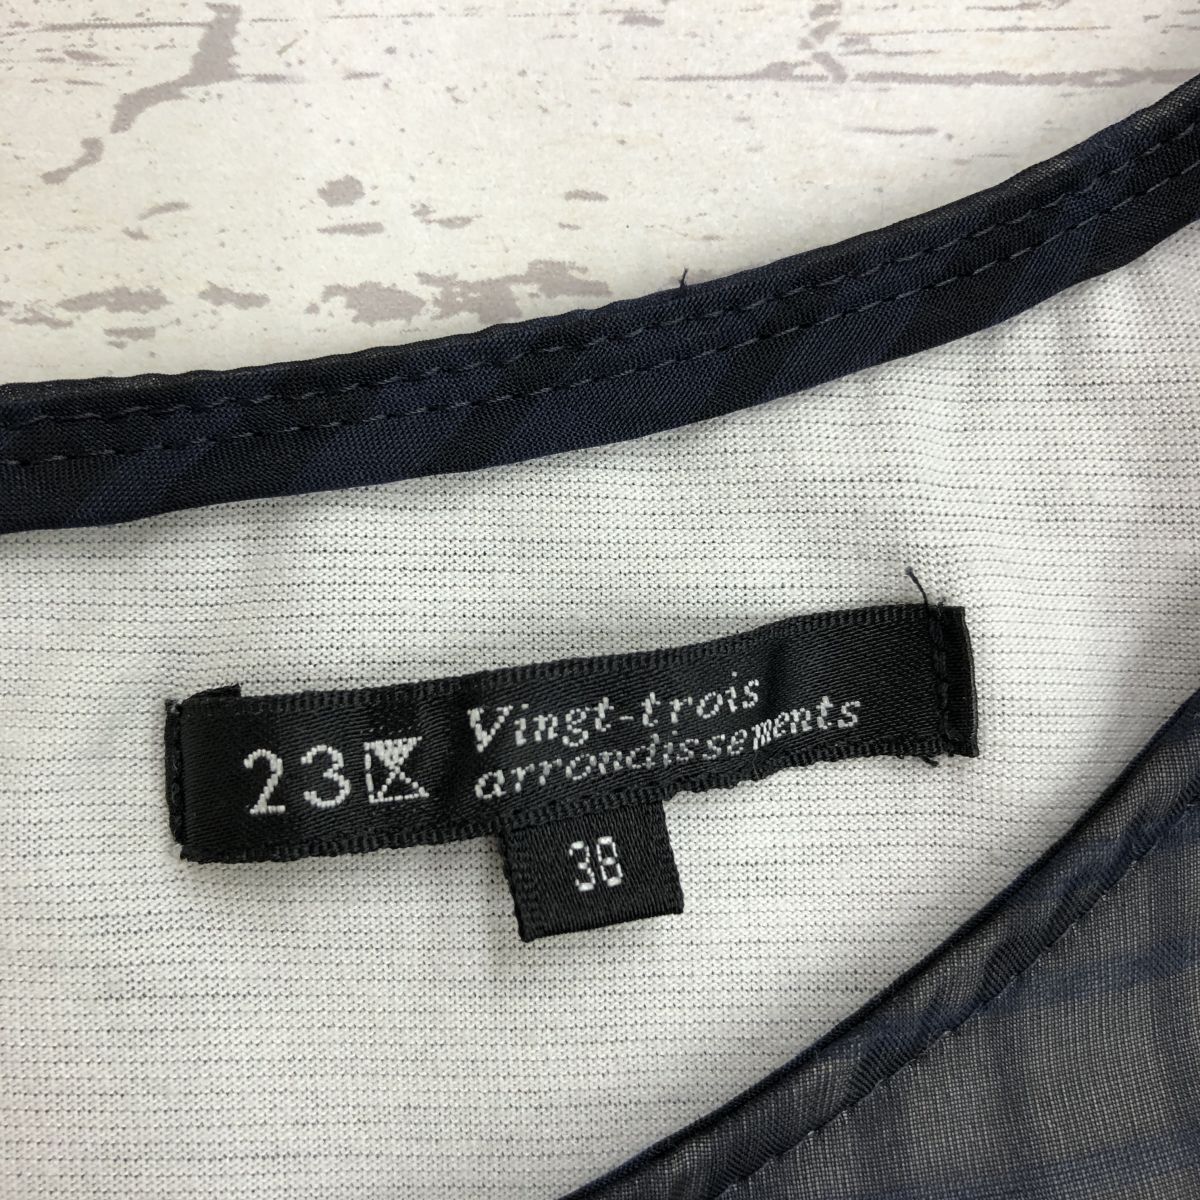 23区
Vingt-trois
arrondissements
38